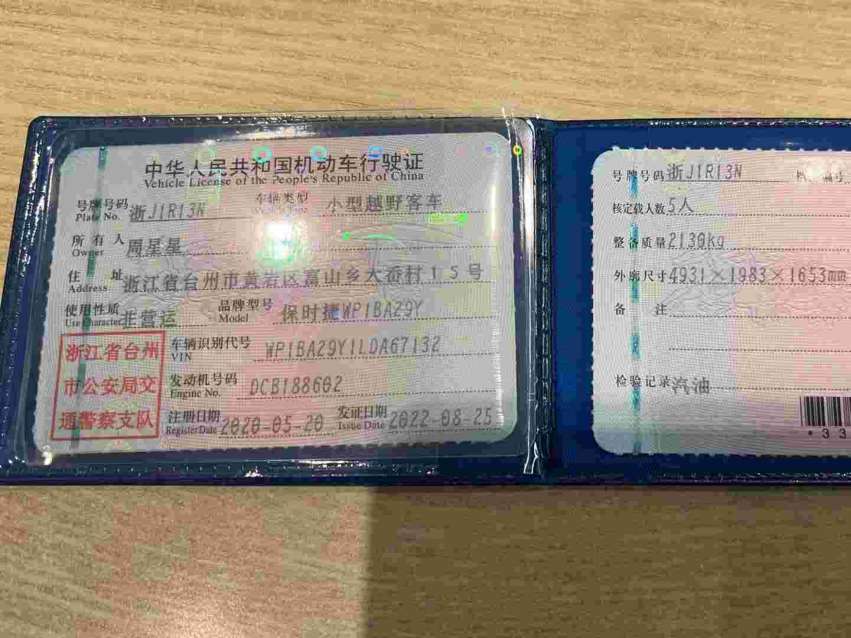 中华人民共和国机动车行驶证
Vehicle License of the People's Republic of China
号牌号码 浙J1R13N 车辆类型 小型越野客车
Plate No.
所有人 周星星
Owner
住址 浙江省台州市黄岩区富山乡大番村15号
Address
使用性质 非营运 品牌型号 保时捷WP1BAZ9Y
Use Character Model
浙江省台州
市公安局交
通警察支队
车辆识别代号 WP1BAZ9Y1LDA67132
VIN
发动机号码 DCB188602
Engine No.
注册日期 2020-05-20 发证日期 2022-08-25
Register Date Issue Date
号牌号码 浙J1R13N
核定载人数 5人
整备质量 2130kg
外廓尺寸 4931×1983×1653mm
备注
检验记录 汽油